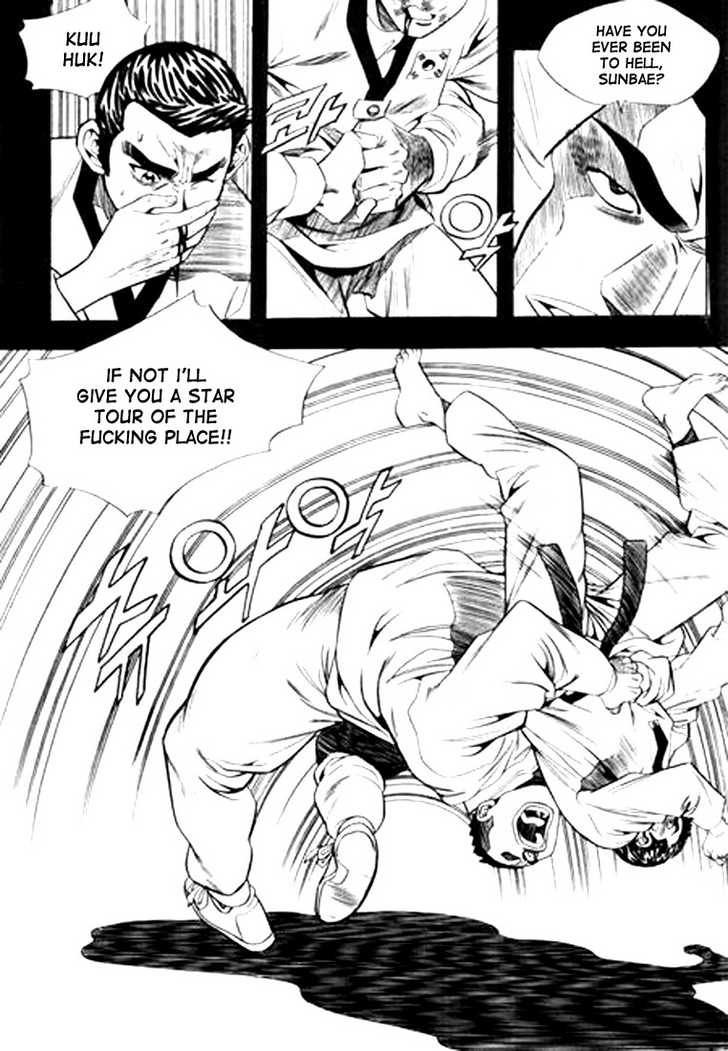 KUU
HUK!
HAVE YOU
EVER BEEN
TO HELL,
SUNBAE?
IF NOT I'LL
GIVE YOU A STAR
TOUR OF THE
FUCKING PLACE!!